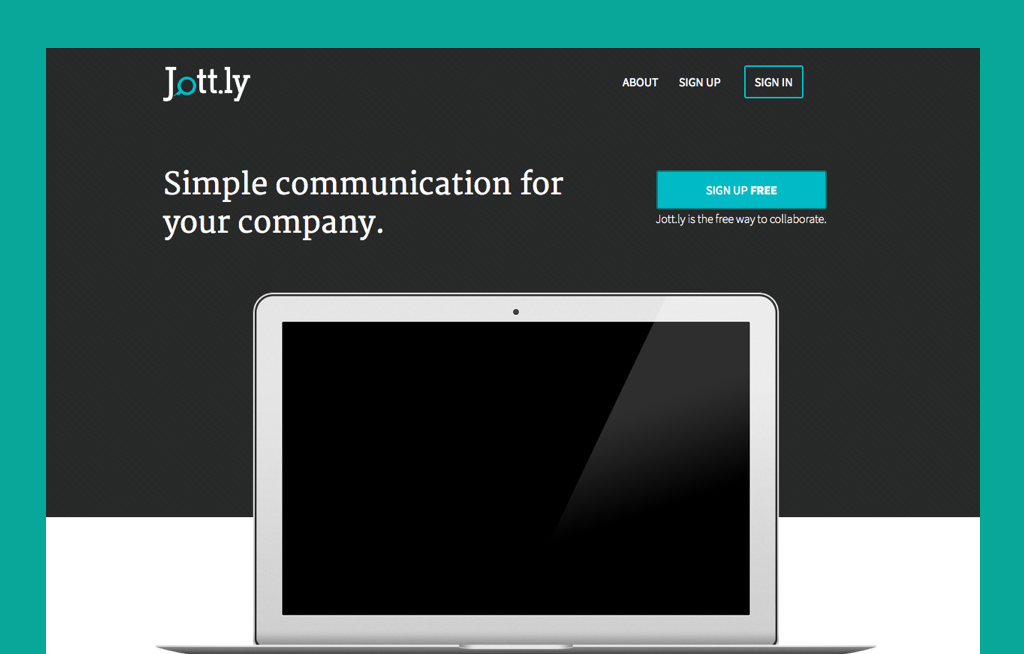 Jott.ly
ABOUT SIGN UP SIGN IN
Simple communication for
your company.
SIGN UP FREE
Jott.ly is the free way to collaborate.